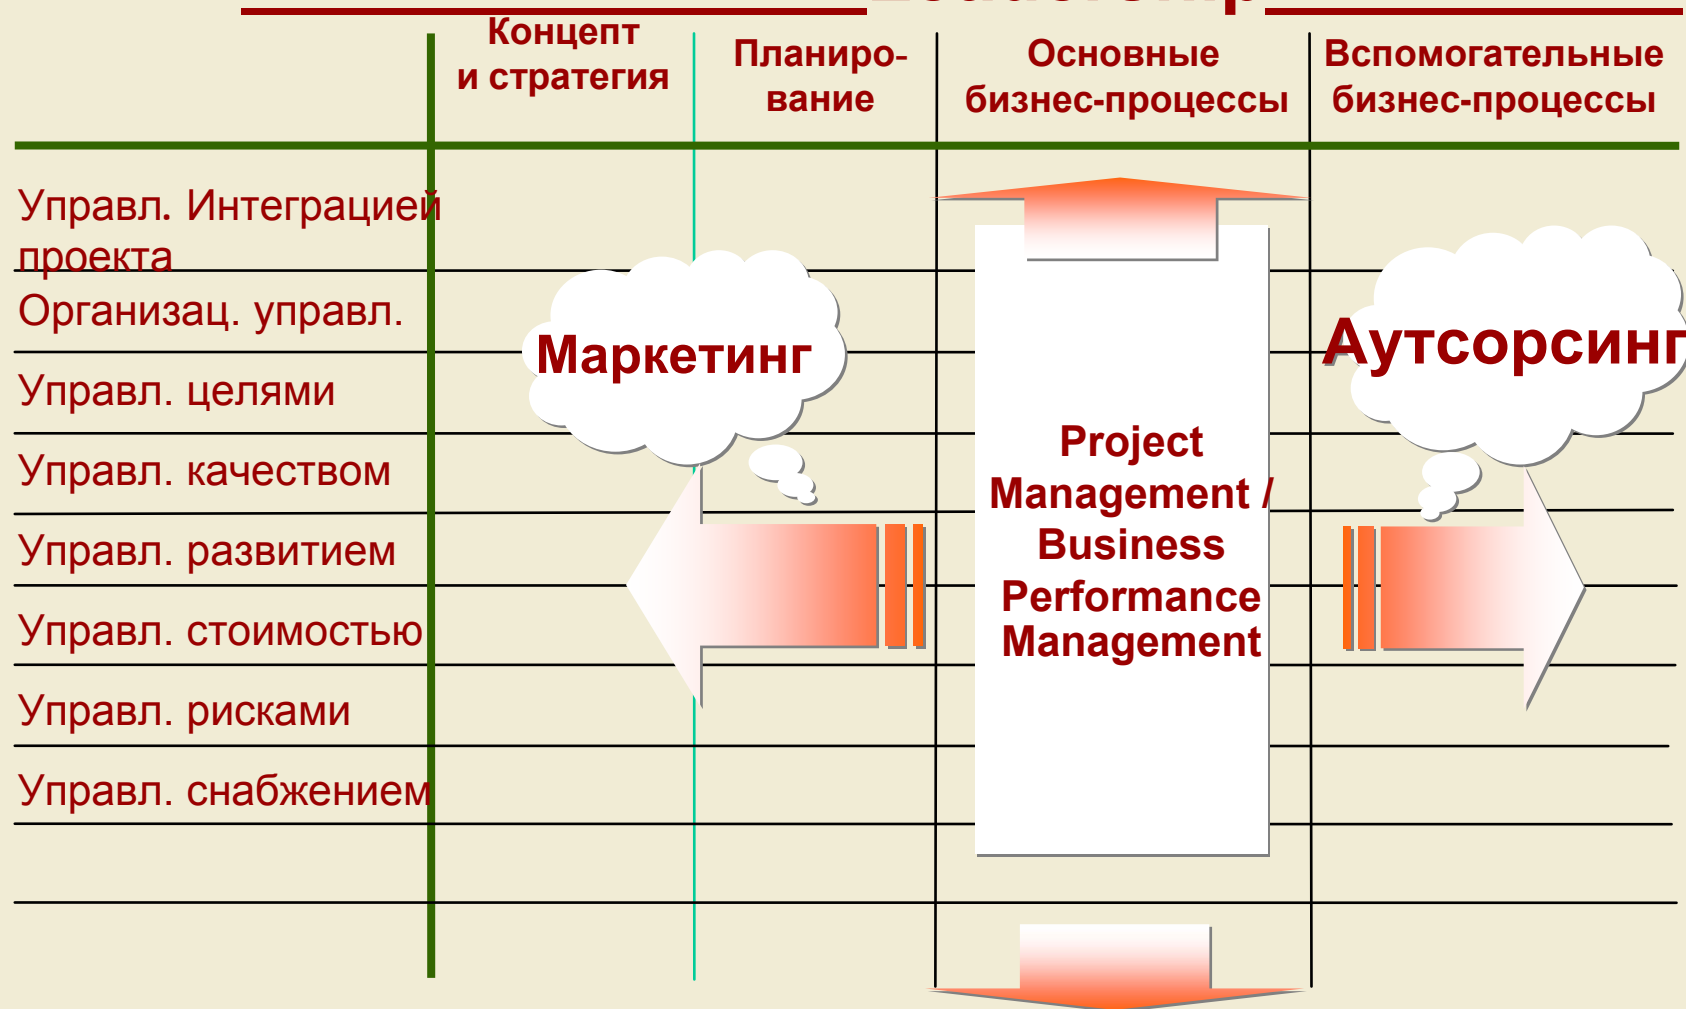 Leadership
Концепт
и стратегия
Планиро-
вание
Основные
бизнес-процессы
Вспомогательные
бизнес-процессы
Управл. Интеграцией
проекта
Организац. управл.
Управл. целями
Управл. качеством
Управл. развитием
Управл. стоимостью
Управл. рисками
Управл. снабжением
Маркетинг
Project
Management /
Business
Performance
Management
Аутсорсинг